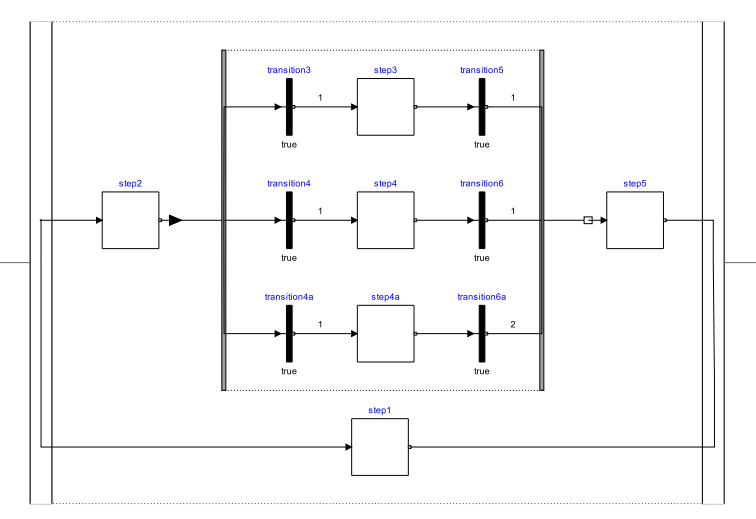 transition3 step3 transition5
1 1
true true
step2 transition4 step4 transition6 step5
1 1
true true
transition4a step4a transition6a
1 2
true true
step1